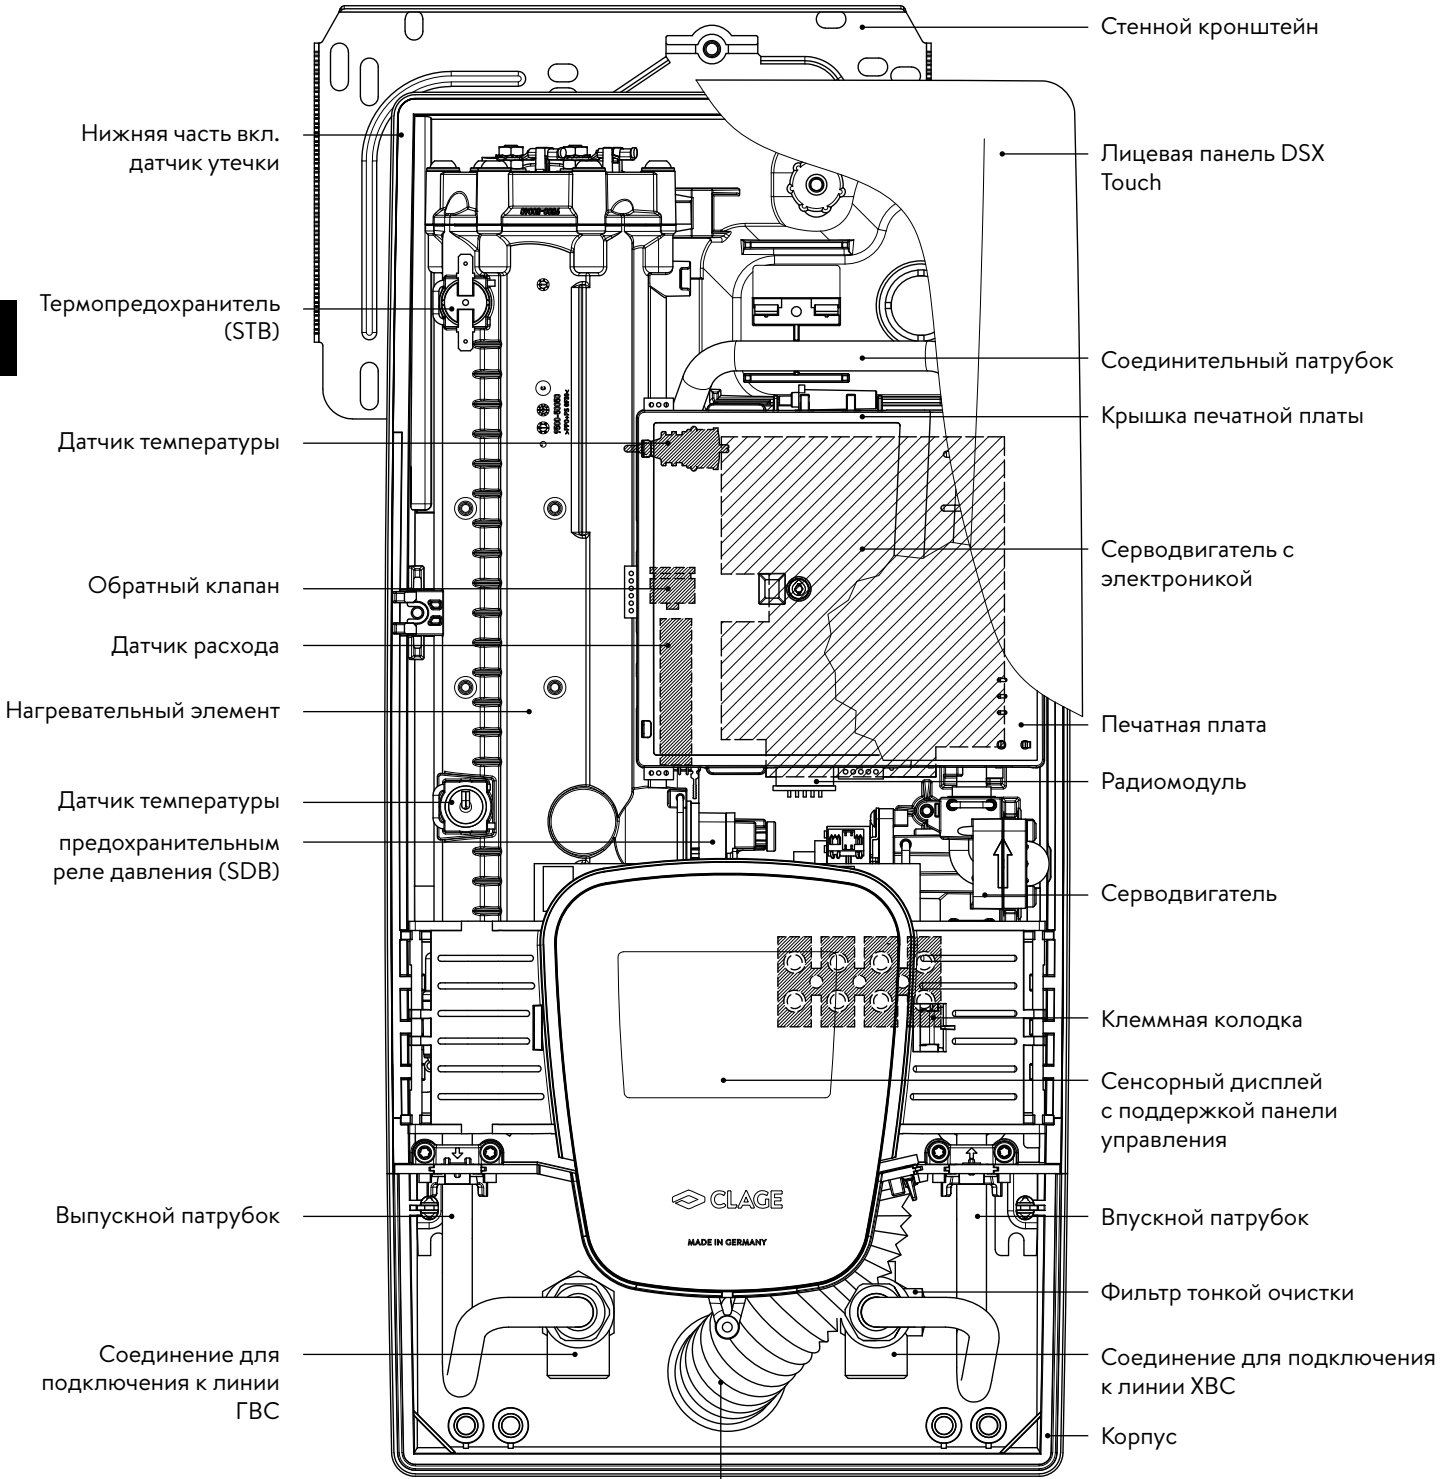 Стенной кронштейн
Нижняя часть вкл.
датчик утечки
Лицевая панель DSX
Touch
Термопредохранитель
(STB)
Соединительный патрубок
Крышка печатной платы
Датчик температуры
Серводвигатель с
электроникой
Обратный клапан
Датчик расхода
Нагревательный элемент
Печатная плата
Радиомодуль
Датчик температуры
предохранительным
реле давления (SDB)
Серводвигатель
Клеммная колодка
Сенсорный дисплей
с поддержкой панели
управления
CLAGE
MADE IN GERMANY
Выпускной патрубок
Впускной патрубок
Фильтр тонкой очистки
Соединение для
подключения к линии
ГВС
Соединение для подключения
к линии ХВС
Корпус